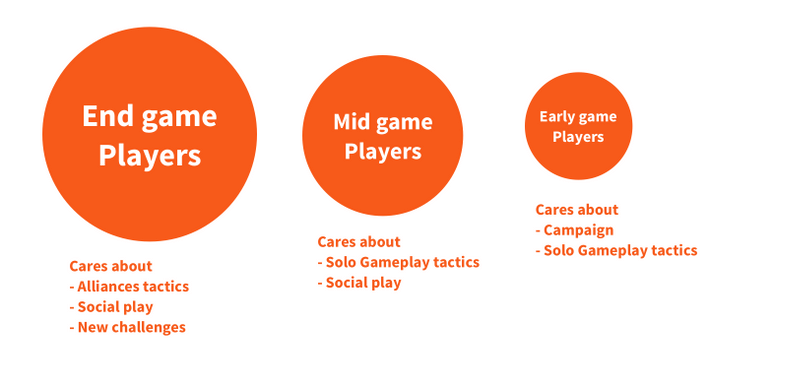 End game
Players
Cares about
- Alliances tactics
- Social play
- New challenges
Mid game
Players
Cares about
- Solo Gameplay tactics
- Social play
Early game
Players
Cares about
- Campaign
- Solo Gameplay tactics